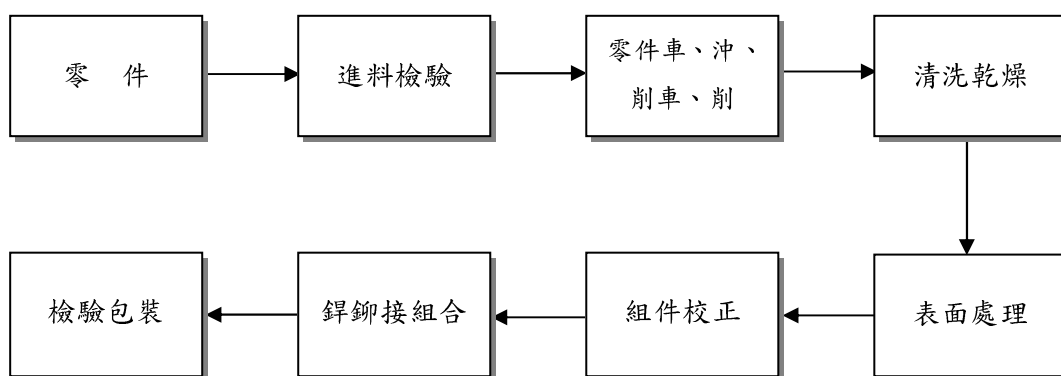 零 件
進料檢驗
零件車、沖、
削車、削
清洗乾燥
表面處理
組件校正
銲鉚接組合
檢驗包裝